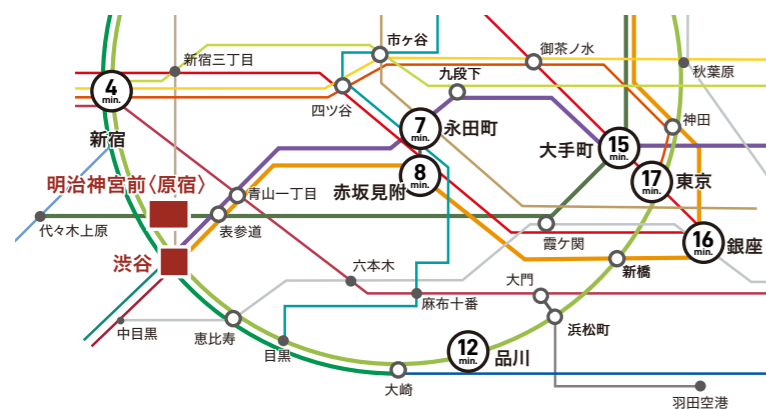 市ヶ谷
新宿三丁目
御茶ノ水
秋葉原
九段下
4
min.
四ツ谷
新宿
7
min.
永田町
神田
大手町
15
min.
8
min.
赤坂見附
17
min.
東京
明治神宮前〈原宿〉
青山一丁目
代々木上原
表参道
霞ケ関
16
min.
銀座
渋谷
六本木
新橋
大門
麻布十番
中目黒
恵比寿
浜松町
目黒
12
min.
品川
大崎
羽田空港